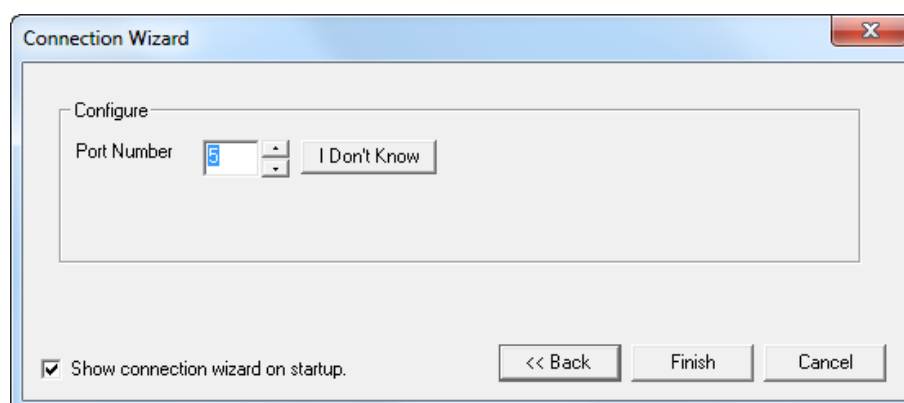 Connection Wizard
Configure
Port Number 5 I Don't Know
Show connection wizard on startup.
<< Back Finish Cancel